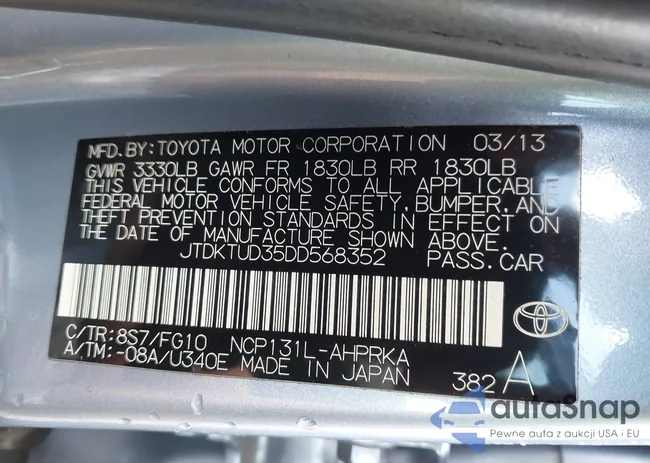 MFD.BY:TOYOTA MOTOR CORPORATION 03/13
GVWR 3330LB GAWR FR 1830LB RR 1830LB
THIS VEHICLE CONFORMS TO ALL APPLICABLE
FEDERAL MOTOR VEHICLE SAFETY, BUMPER, AND
THEFT PREVENTION STANDARDS IN EFFECT ON
THE DATE OF MANUFACTURE SHOWN ABOVE.
JTDKTUD35DD568352 PASS.CAR
C/TR:8S7/FG10 NCP131L-AHPRKA
A/TM:-08A/U340E MADE IN JAPAN
382 A
autasnap
Pewne auta z aukcji USA i EU